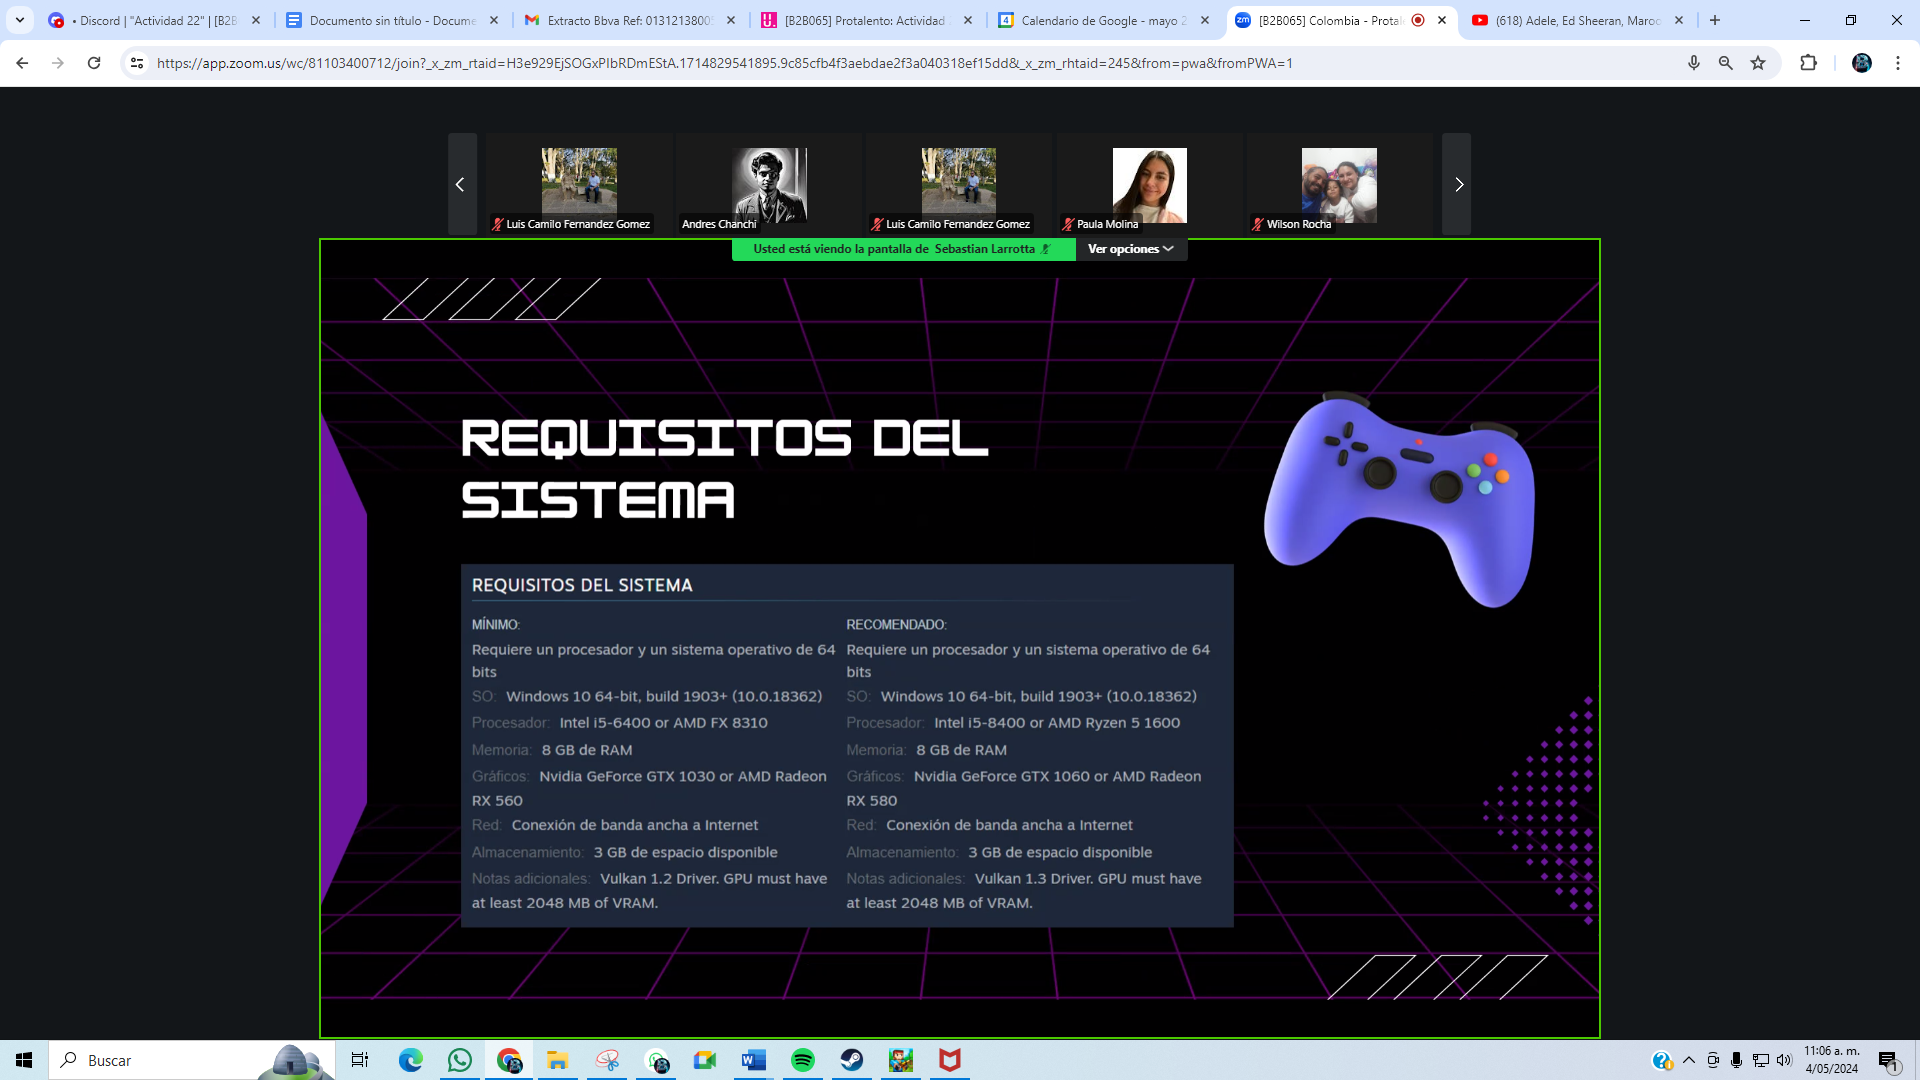 • Discord | "Actividad 22" | [B2B
Documento sin título - Docume
Extracto Bbva Ref: 0131213800
[B2B065] Protalento: Actividad
Calendario de Google - mayo 2
[B2B065] Colombia - Protale
(618) Adele, Ed Sheeran, Maroo
https://app.zoom.us/wc/81103400712/join?_x_zm_rtaid=H3e929EjSOGxPlbRDmEStA.1714829541895.9c85cfb4f3aebdae2f3a040318ef15dd&_x_zm_rhtaid=245&from=pwa&fromPWA=1
Luis Camilo Fernandez Gomez
Andres Chanchi
Luis Camilo Fernandez Gomez
Paula Molina
Wilson Rocha
Usted está viendo la pantalla de Sebastian Larrotta
Ver opciones
REQUISITOS DEL
SISTEMA
REQUISITOS DEL SISTEMA
MÍNIMO:
Requiere un procesador y un sistema operativo de 64
bits
SO: Windows 10 64-bit, build 1903+ (10.0.18362)
Procesador: Intel i5-6400 or AMD FX 8310
Memoria: 8 GB de RAM
Gráficos: Nvidia GeForce GTX 1030 or AMD Radeon
RX 560
Red: Conexión de banda ancha a Internet
Almacenamiento: 3 GB de espacio disponible
Notas adicionales: Vulkan 1.2 Driver. GPU must have
at least 2048 MB of VRAM.
RECOMENDADO:
Requiere un procesador y un sistema operativo de 64
bits
SO: Windows 10 64-bit, build 1903+ (10.0.18362)
Procesador: Intel i5-8400 or AMD Ryzen 5 1600
Memoria: 8 GB de RAM
Gráficos: Nvidia GeForce GTX 1060 or AMD Radeon
RX 580
Red: Conexión de banda ancha a Internet
Almacenamiento: 3 GB de espacio disponible
Notas adicionales: Vulkan 1.3 Driver. GPU must have
at least 2048 MB of VRAM.
Buscar
11:06 a. m.
4/05/2024
1